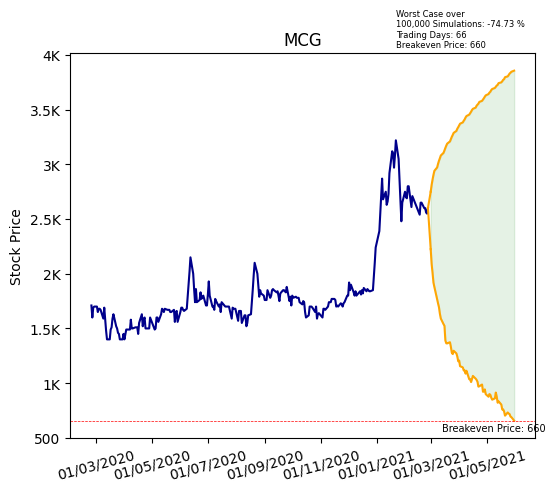 Worst Case over
100,000 Simulations: -74.73 %
Trading Days: 66
Breakeven Price: 660
MCG
Stock Price
4K
3.5K
3K
2.5K
2K
1.5K
1K
500
Breakeven Price: 660
01/03/2020
01/05/2020
01/07/2020
01/09/2020
01/11/2020
01/01/2021
01/03/2021
01/05/2021